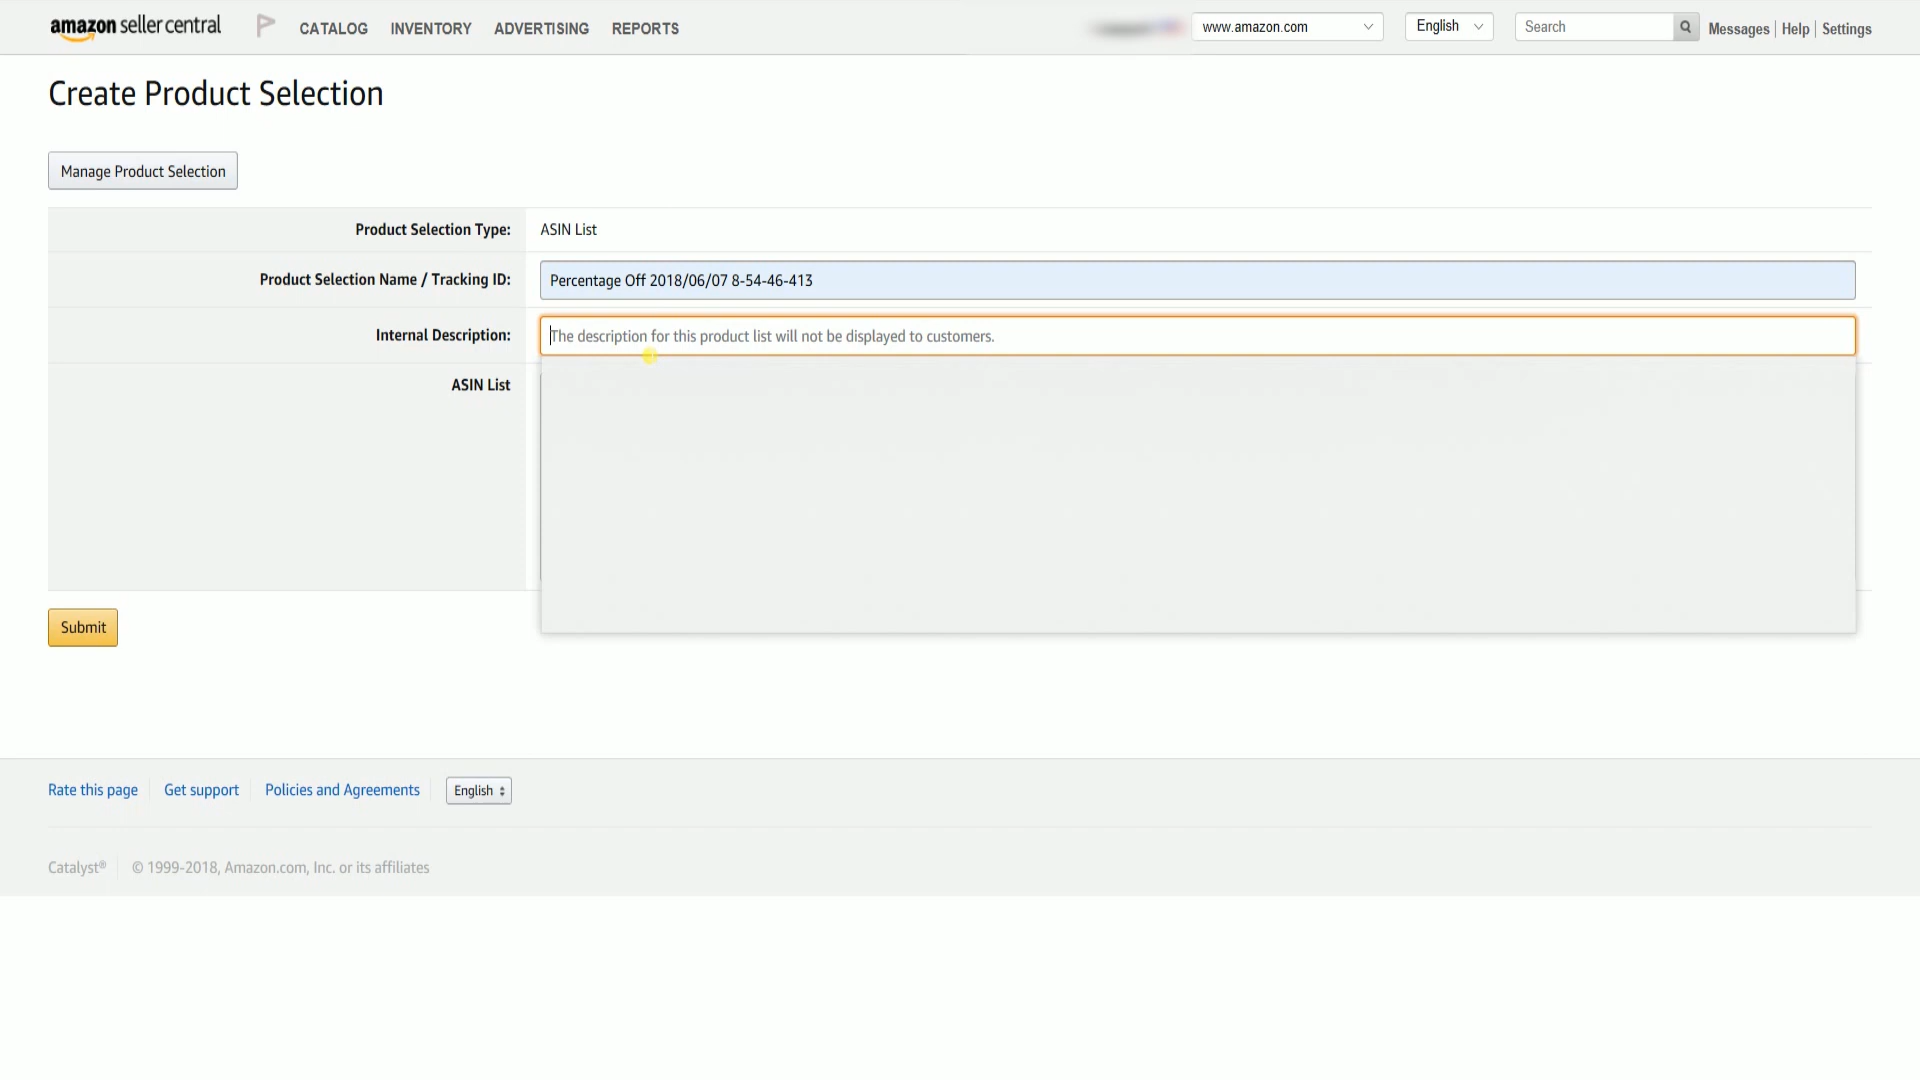 amazon seller central
CATALOG INVENTORY ADVERTISING REPORTS
www.amazon.com
English
Search
Messages | Help | Settings
Create Product Selection
Manage Product Selection
Product Selection Type: ASIN List
Product Selection Name / Tracking ID: Percentage Off 2018/06/07 8-54-46-413
Internal Description: The description for this product list will not be displayed to customers.
ASIN List
Submit
Rate this page Get support Policies and Agreements English
Catalyst® © 1999-2018, Amazon.com, Inc. or its affiliates